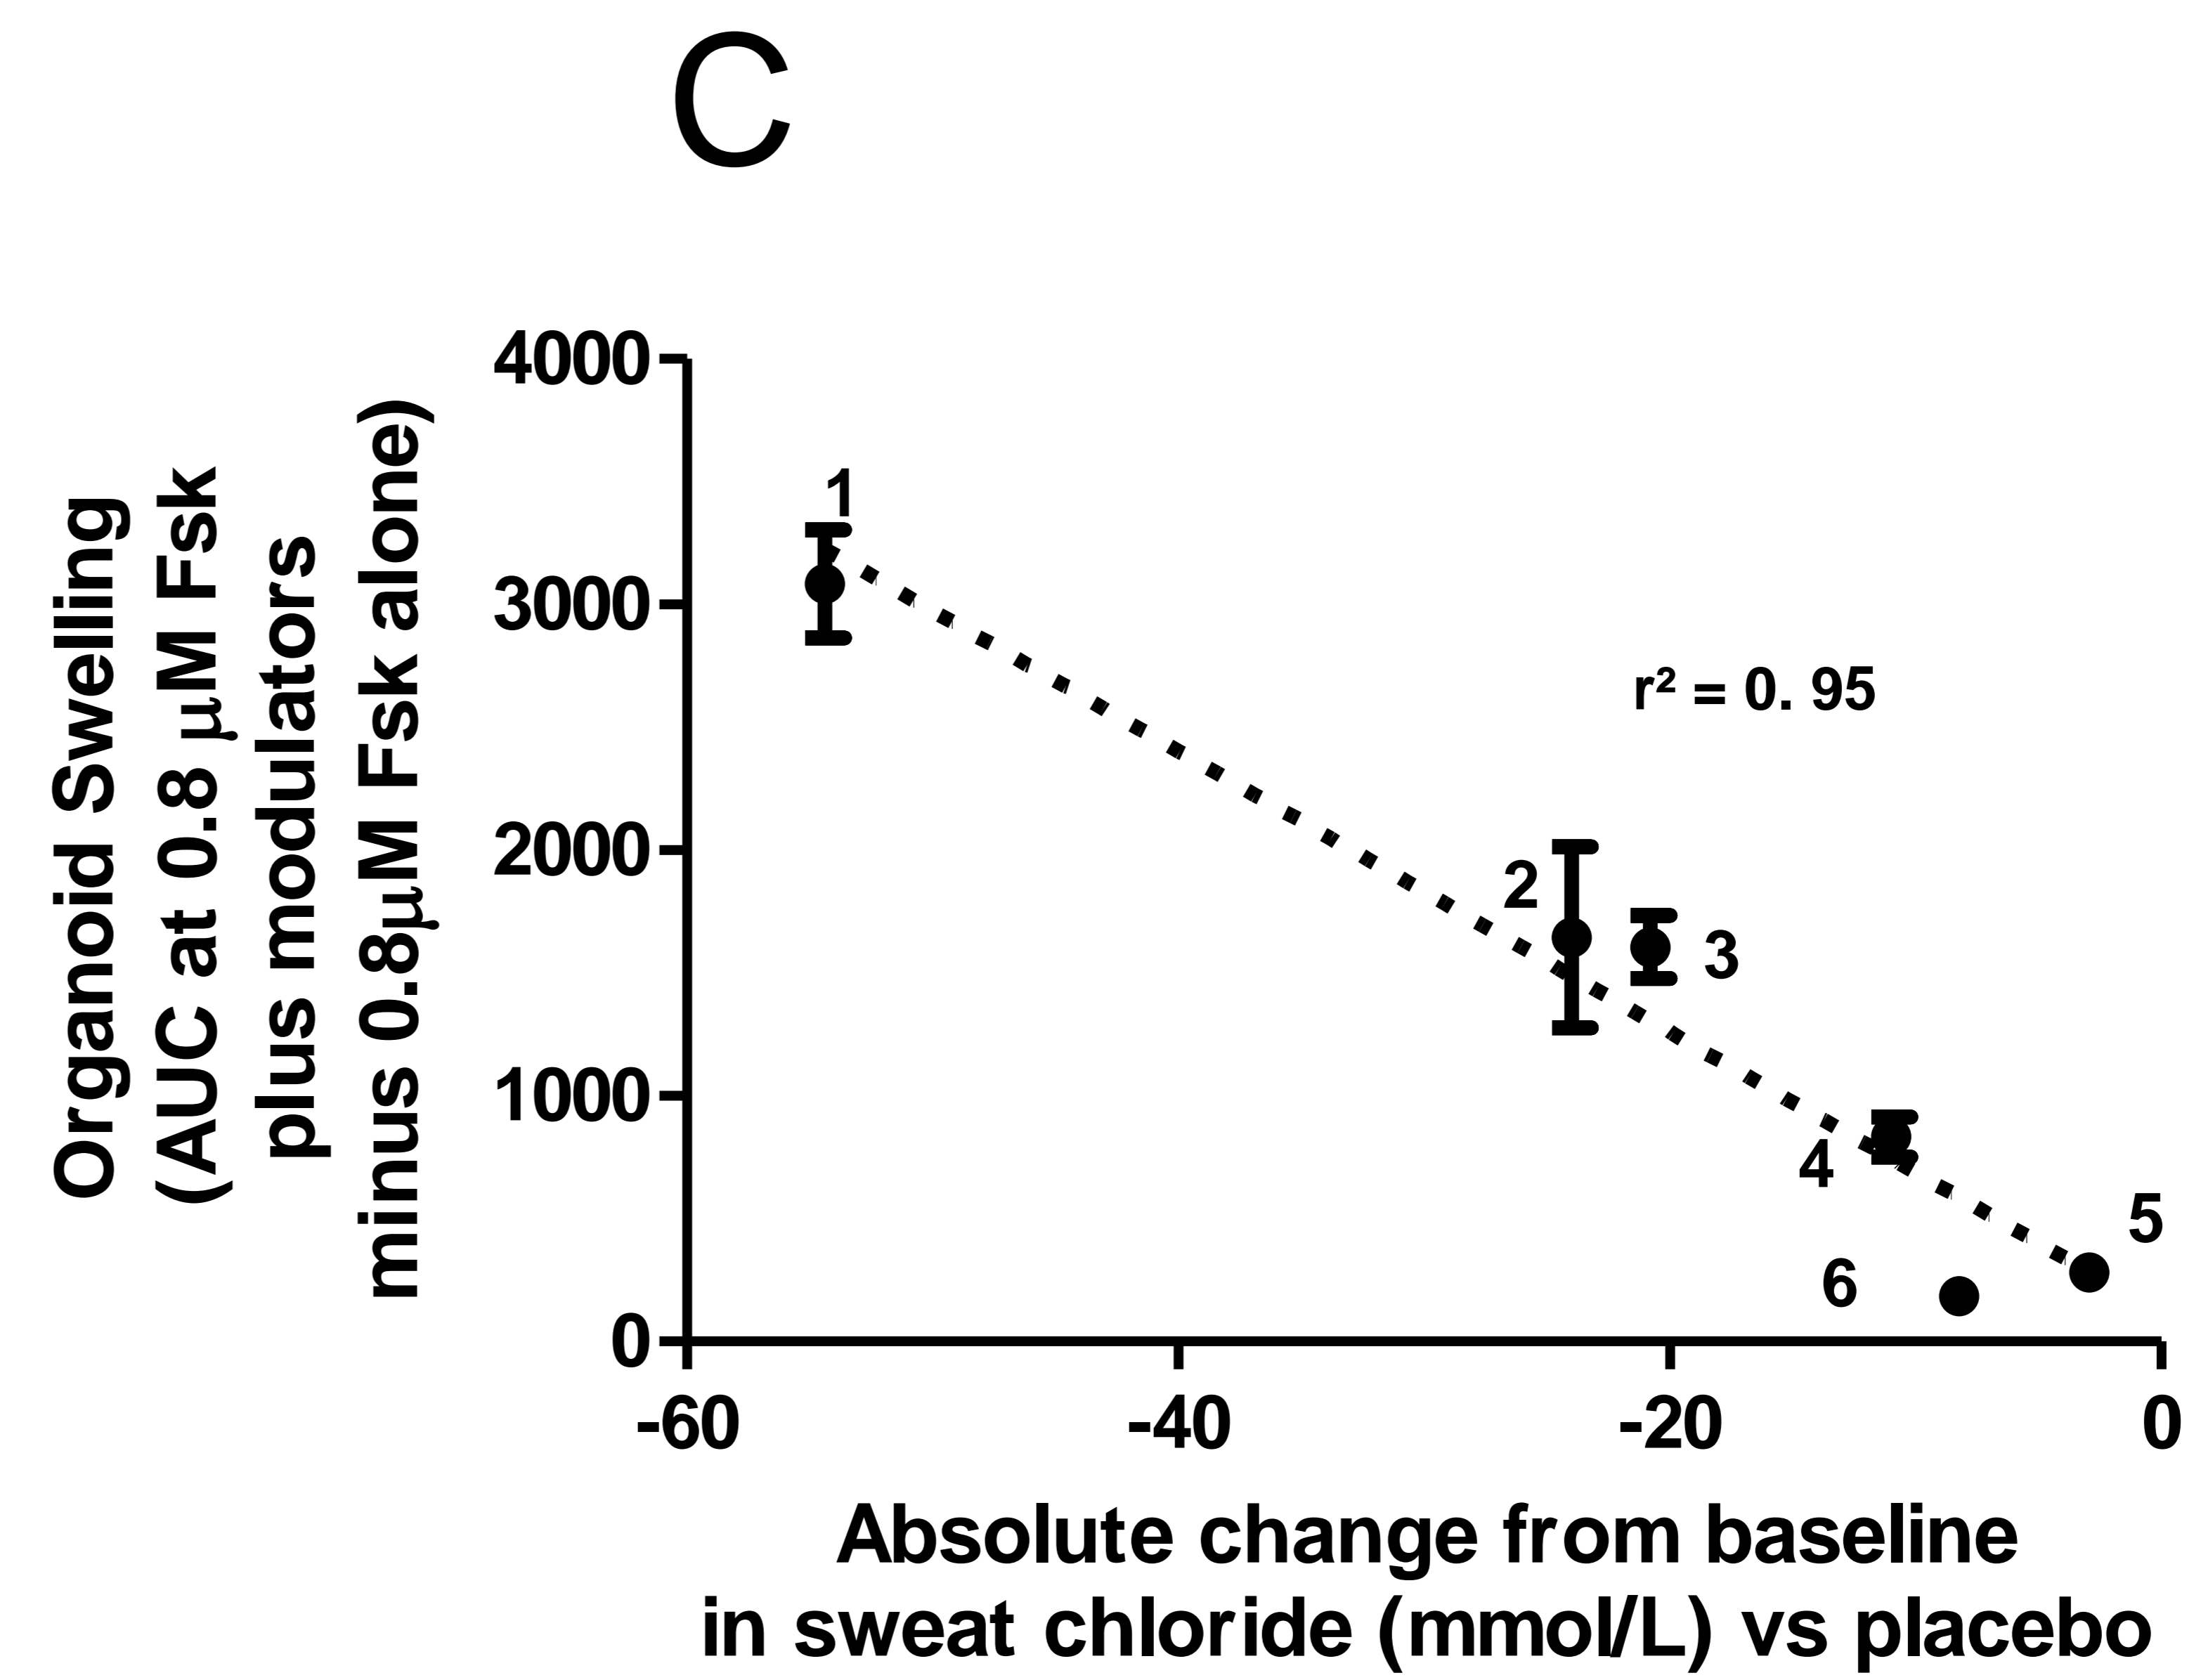 C
Organoid Swelling
(AUC at 0.8 μM Fsk
plus modulators
minus 0.8μM Fsk alone)
4000
3000
2000
1000
0
1
r² = 0. 95
2
3
4
5
6
-60 -40 -20 0
Absolute change from baseline
in sweat chloride (mmol/L) vs placebo